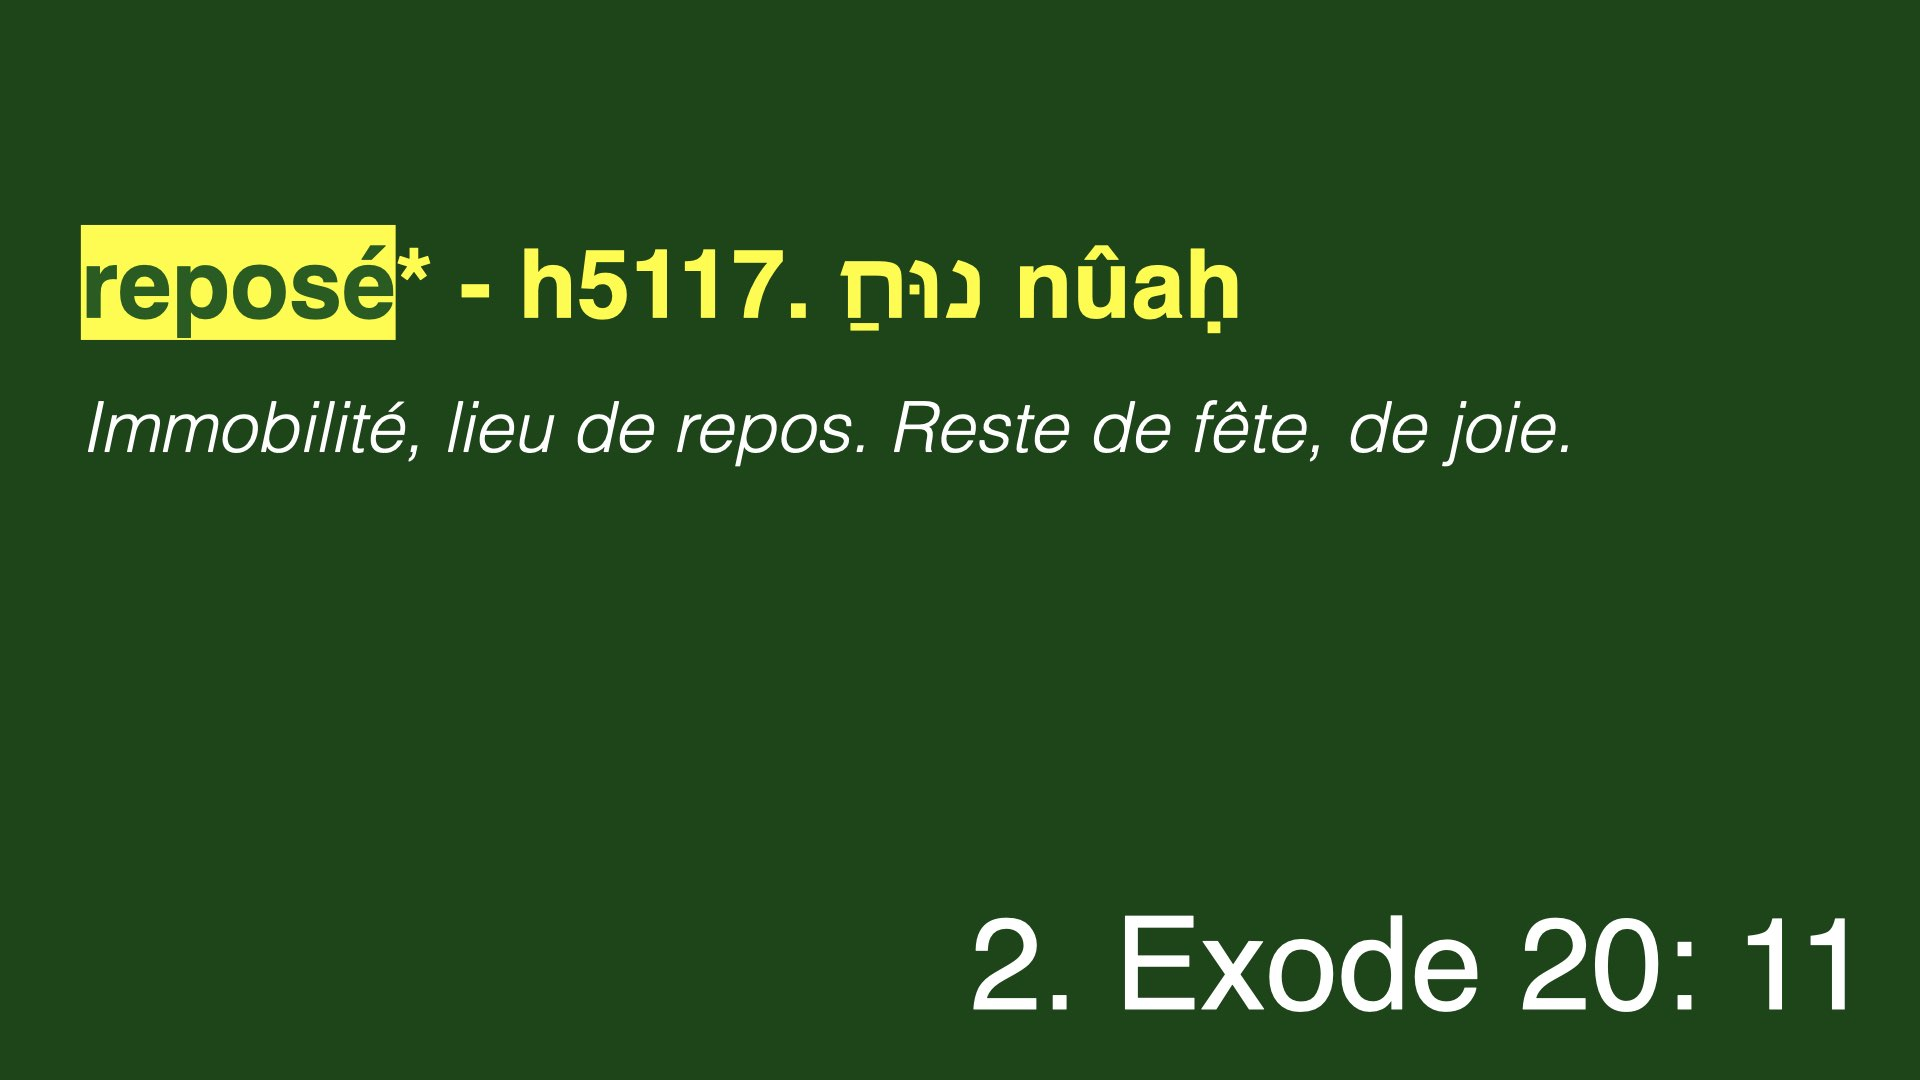 reposé* - h5117. נוּחַ nûaḥ
Immobilité, lieu de repos. Reste de fête, de joie.
2. Exode 20: 11